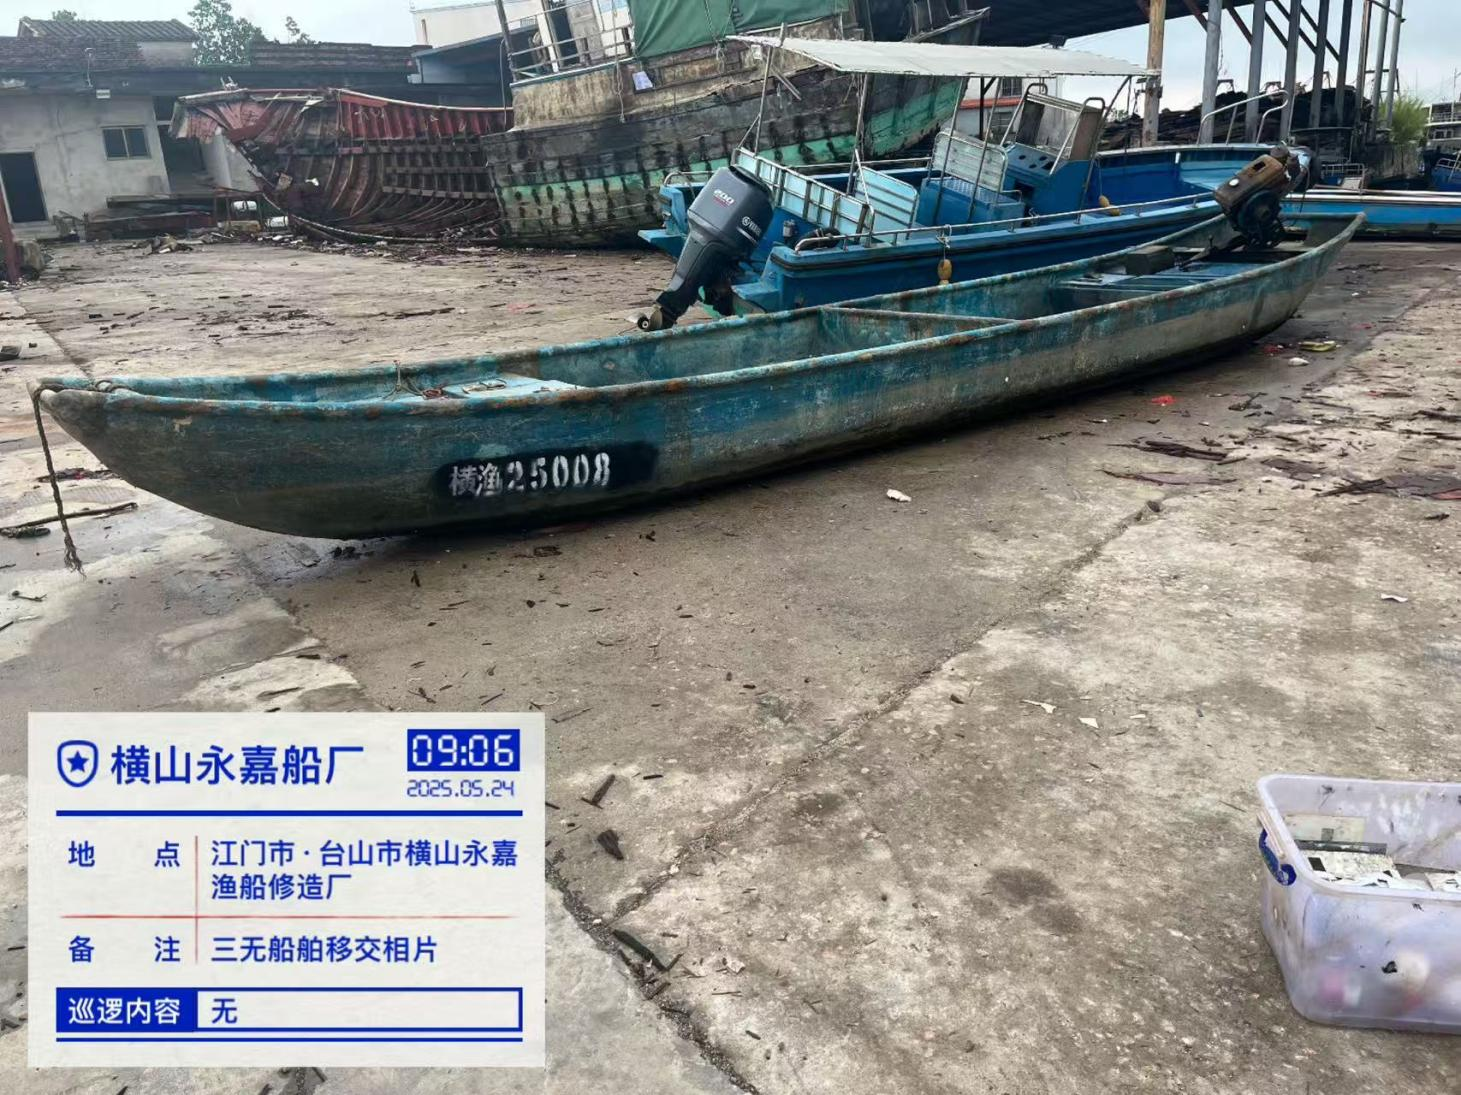 200
横渔25008
横山永嘉船厂
09:06
2025.05.24
地点
江门市·台山市横山永嘉
渔船修造厂
备注
三无船舶移交相片
巡逻内容
无